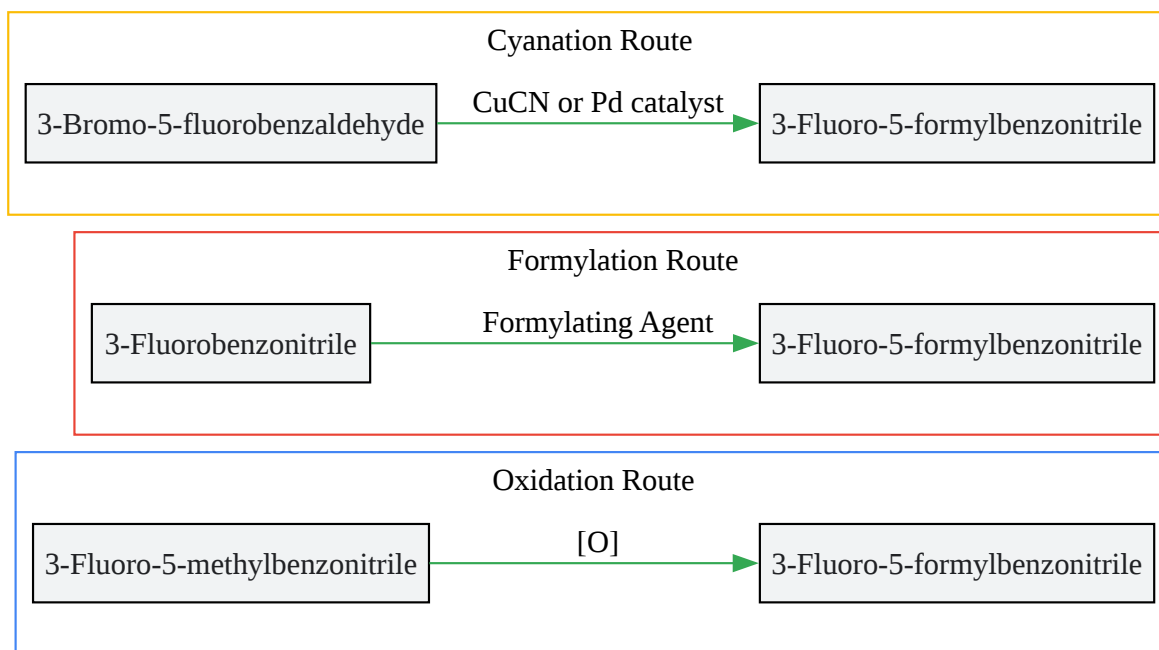 Cyanation Route
3-Bromo-5-fluorobenzaldehyde
CuCN or Pd catalyst
3-Fluoro-5-formylbenzonitrile
Formylation Route
3-Fluorobenzonitrile
Formylating Agent
3-Fluoro-5-formylbenzonitrile
Oxidation Route
3-Fluoro-5-methylbenzonitrile
[O]
3-Fluoro-5-formylbenzonitrile